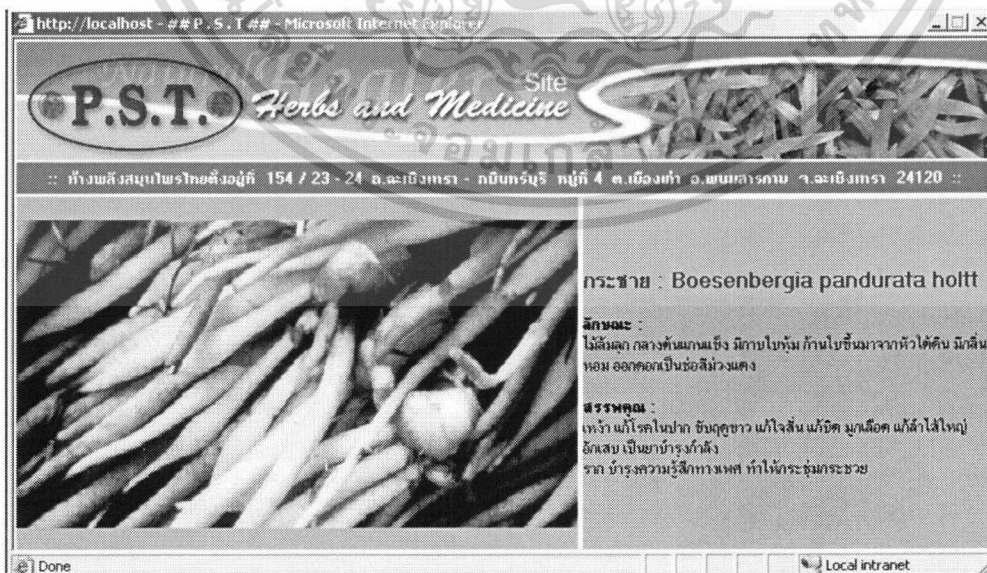 http://localhost - ## P . S . T ## - Microsoft Internet Explorer
P.S.T.
Site
Herbs and Medicine
จอมเกล้า
:: ห้างพลังสมุนไพรไทยตั้งอยู่ที่ 154 / 23 - 24 ถ.ฉะเชิงเทรา - กบินทร์บุรี หมู่ที่ 4 ต.เมืองเก่า อ.พนมสารคาม จ.ฉะเชิงเทรา 24120 ::
กระชาย : Boesenbergia pandurata holtt
ลักษณะ :
ไม้ล้มลุก กลางต้นแกนแข็ง มีกาบใบหุ้ม ก้านใบขึ้นมาจากหัวใต้ดิน มีกลิ่น
หอม ออกดอกเป็นช่อสีม่วงแดง
สรรพคุณ :
เหง้า แก้โรคในปาก ขับฤดูขาว แก้ใจสั่น แก้บิด มูกเลือด แก้ลำไส้ใหญ่
อักเสบ เป็นยาบำรุงกำลัง
ราก บำรุงความรู้สึกทางเพศ ทำให้กระชุ่มกระชวย
Done
Local intranet